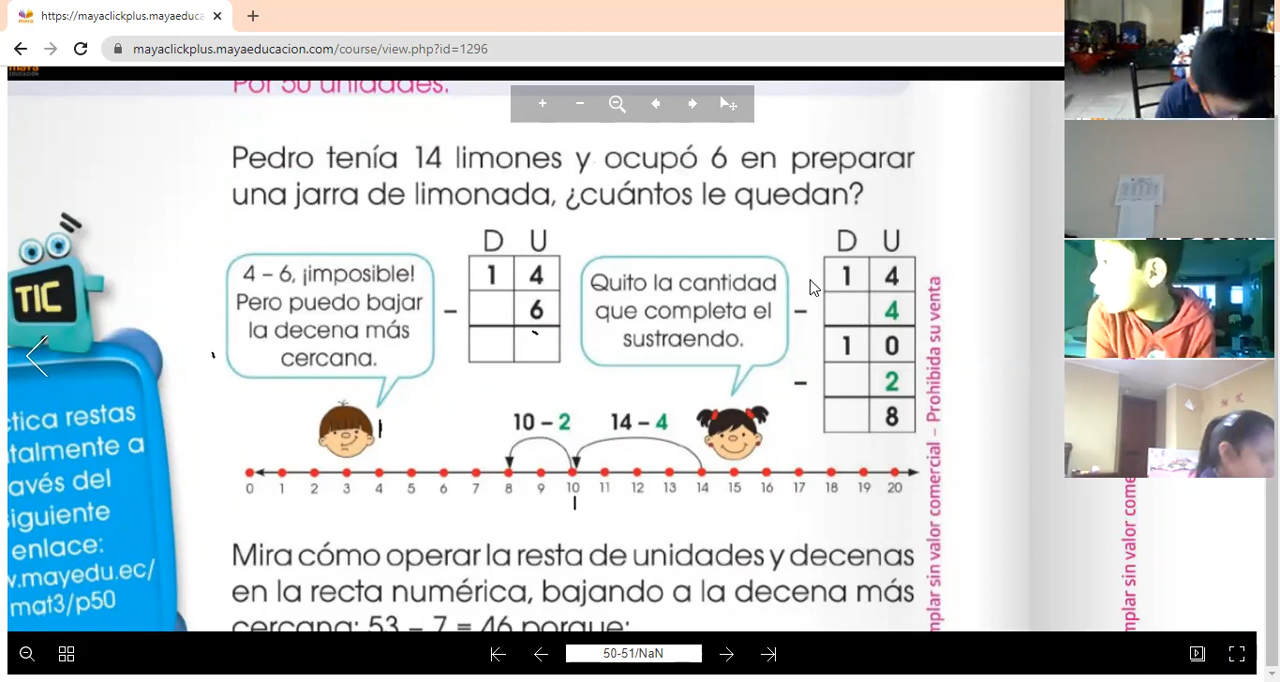 https://mayaclickplus.mayaeduca
mayaclickplus.mayaeducacion.com/course/view.php?id=1296
Por 50 unidades.
Pedro tenía 14 limones y ocupó 6 en preparar
una jarra de limonada, ¿cuántos le quedan?
4 – 6, ¡imposible!
Pero puedo bajar
la decena más
cercana.
D U
1 4
– 6
Quito la cantidad
que completa el
sustraendo.
D U
1 4
– 4
1 0
– 2
8
10 – 2 14 – 4
0 1 2 3 4 5 6 7 8 9 10 11 12 13 14 15 16 17 18 19 20
Mira cómo operar la resta de unidades y decenas
en la recta numérica, bajando a la decena más
cercana: 53 – 7 = 46 porque:
TIC
ctica restas
talmente a
avés del
iguiente
enlace:
v.mayedu.ec/
mat3/p50
mplar sin valor comercial – Prohibida su venta
mplar sin valor come
50-51/NaN